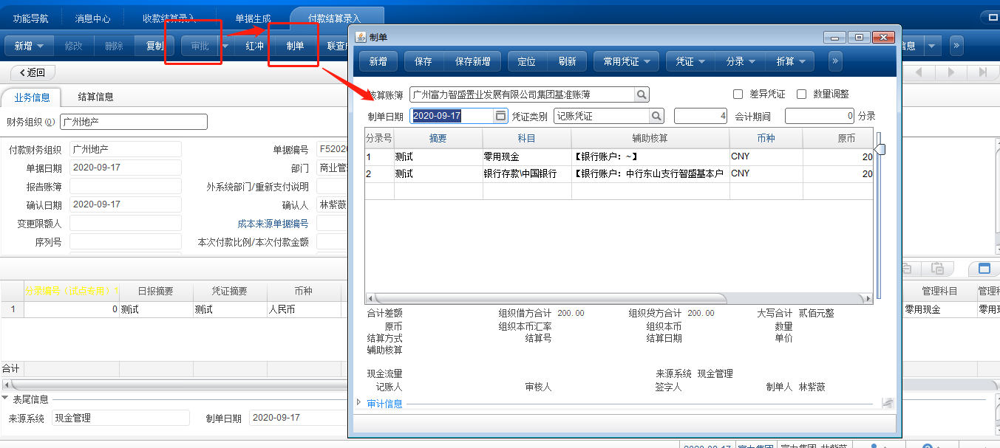 功能导航 消息中心 收款结算录入 单据生成 付款结算录入
新增 修改 删除 复制 审批 红冲 制单
返回
业务信息 结算信息
财务组织(O) 广州地产
付款财务组织 广州地产 单据编号
单据日期 2020-09-17 部门
报告账簿 外系统部门/重新支付说明
确认日期 2020-09-17 确认人 林紫薇
变更限额人 成本来源单据编号
序列号 本次付款比例/本次付款金额
日报摘要 凭证摘要 币种 管理科目
1 0 测试 测试 人民币 零用现金
合计
表尾信息
来源系统 现金管理 制单日期 2020-09-17
制单
新增 保存 保存新增 定位 刷新 常用凭证 凭证 分录 折算 »
核算账簿 广州富力智盛置业发展有限公司集团基准账簿 差异凭证 数量调整
制单日期 2020-09-17 凭证类别 记账凭证 4 会计期间 0 分录
分录号 摘要 科目 辅助核算 币种 原币
1 测试 零用现金 【银行账户：~】 CNY 20
2 测试 银行存款\中国银行 【银行账户：中行东山支行智盛基本户 CNY 20
合计差额 组织借方合计 200.00 组织贷方合计 200.00 大写合计 贰佰元整
原币 组织本币汇率 组织本币 数量
结算方式 结算号 结算日期 单价
辅助核算
现金流量 来源系统 现金管理
记账人 审核人 签字人 制单人 林紫薇
审计信息